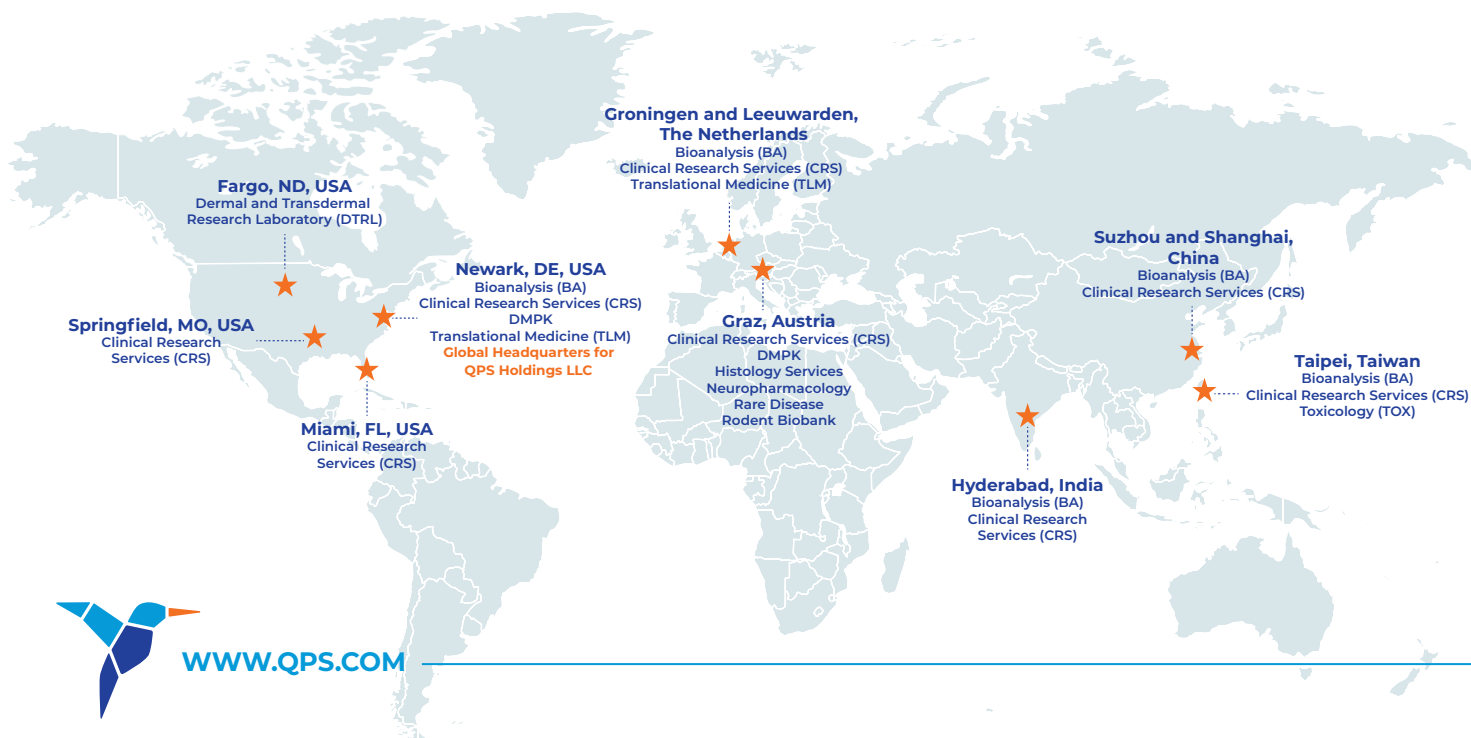 Groningen and Leeuwarden,
The Netherlands
Bioanalysis (BA)
Clinical Research Services (CRS)
Translational Medicine (TLM)
Fargo, ND, USA
Dermal and Transdermal
Research Laboratory (DTRL)
Suzhou and Shanghai,
China
Bioanalysis (BA)
Clinical Research Services (CRS)
Newark, DE, USA
Bioanalysis (BA)
Clinical Research Services (CRS)
DMPK
Translational Medicine (TLM)
Global Headquarters for
QPS Holdings LLC
Springfield, MO, USA
Clinical Research
Services (CRS)
Graz, Austria
Clinical Research Services (CRS)
DMPK
Histology Services
Neuropharmacology
Rare Disease
Rodent Biobank
Taipei, Taiwan
Bioanalysis (BA)
Clinical Research Services (CRS)
Toxicology (TOX)
Miami, FL, USA
Clinical Research
Services (CRS)
Hyderabad, India
Bioanalysis (BA)
Clinical Research
Services (CRS)
WWW.QPS.COM